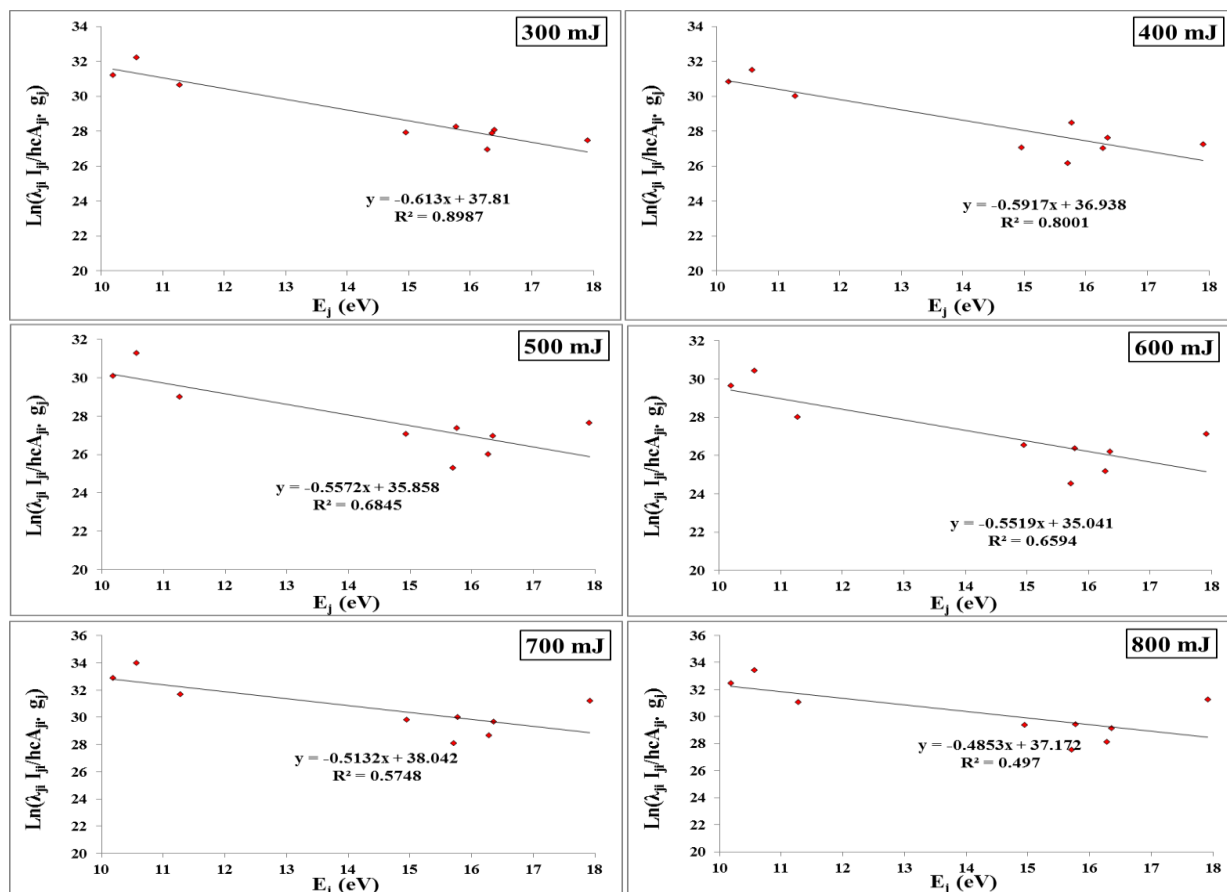 300 mJ
Ln(λji Iji/hcAji· gj)
34
32
30
28
26
24
22
20
y = -0.613x + 37.81
R² = 0.8987
10 11 12 13 14 15 16 17 18
Ej (eV)
400 mJ
Ln(λji Iji/hcAji· gj)
34
32
30
28
26
24
22
20
y = -0.5917x + 36.938
R² = 0.8001
10 11 12 13 14 15 16 17 18
Ej (eV)
500 mJ
Ln(λji Iji/hcAji· gj)
32
30
28
26
24
22
20
y = -0.5572x + 35.858
R² = 0.6845
10 11 12 13 14 15 16 17 18
Ej (eV)
600 mJ
Ln(λji Iji/hcAji· gj)
32
30
28
26
24
22
20
y = -0.5519x + 35.041
R² = 0.6594
10 11 12 13 14 15 16 17 18
Ej (eV)
700 mJ
Ln(λji Iji/hcAji· gj)
36
34
32
30
28
26
24
22
20
y = -0.5132x + 38.042
R² = 0.5748
10 11 12 13 14 15 16 17 18
Ej (eV)
800 mJ
Ln(λji Iji/hcAji· gj)
36
34
32
30
28
26
24
22
20
y = -0.4853x + 37.172
R² = 0.497
10 11 12 13 14 15 16 17 18
Ej (eV)